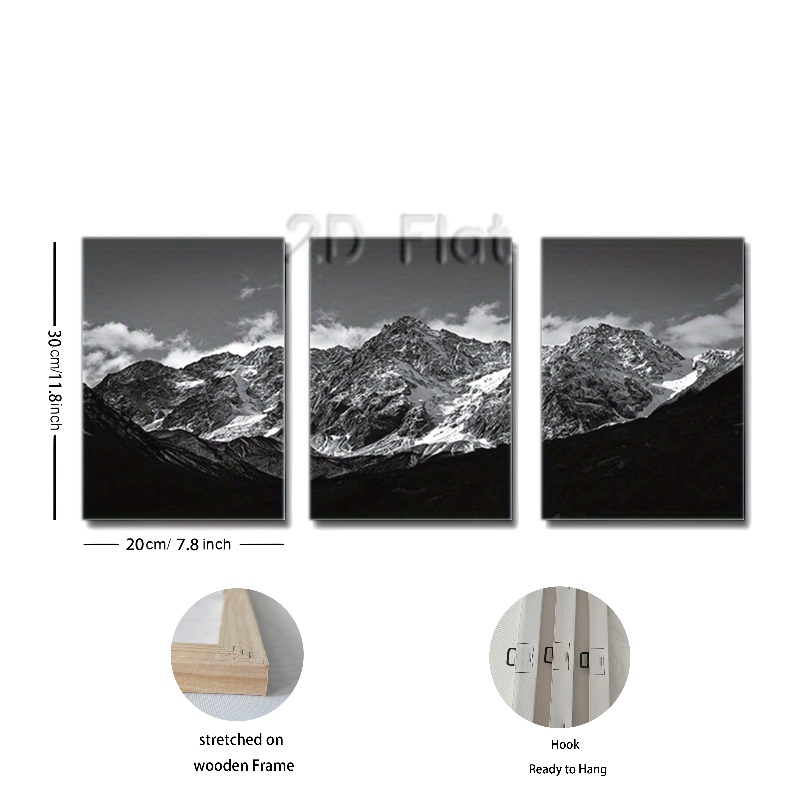 2D Flat
30cm/11.8inch
20cm/ 7.8 inch
stretched on
wooden Frame
Hook
Ready to Hang